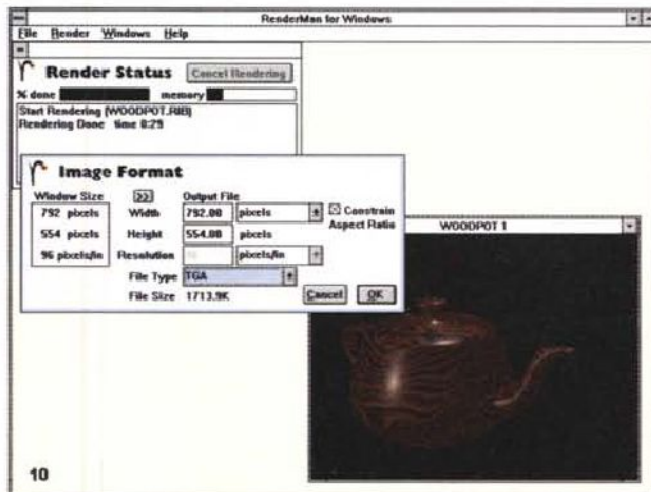 RenderMan for Windows
File Render Windows Help
Render Status Cancel Rendering
% done memory
Start Rendering (WOODPOT.RIB)
Rendering Done time 0:29
Image Format
Window Size >> Output File
792 pixels Width 792.00 pixels Constrain
Aspect Ratio
554 pixels Height 554.00 pixels
96 pixels/in Resolution pixels/in
File Type TGA
File Size 1713.9K Cancel OK
WOODPOT 1
10